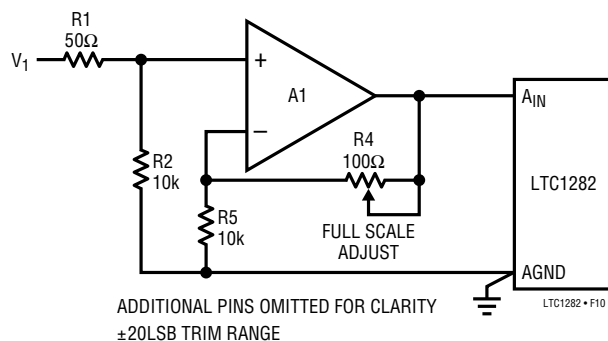 R1
50Ω
V1
+
A1
−
AIN
R4
100Ω
LTC1282
R2
10k
R5
10k
FULL SCALE
ADJUST
AGND
LTC1282 • F10
ADDITIONAL PINS OMITTED FOR CLARITY
±20LSB TRIM RANGE